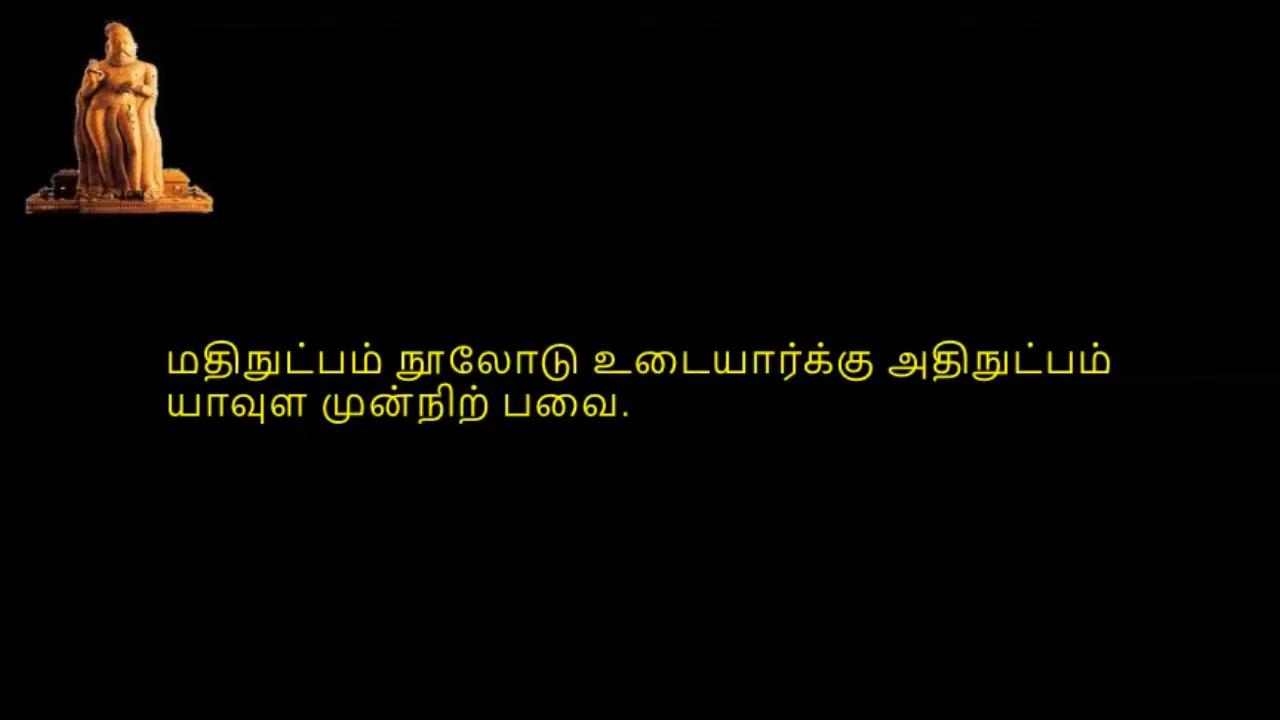 மதிநுட்பம் நூலோடு உடையார்க்கு அதிநுட்பம்
யாவுள முன்நிற் பவை.